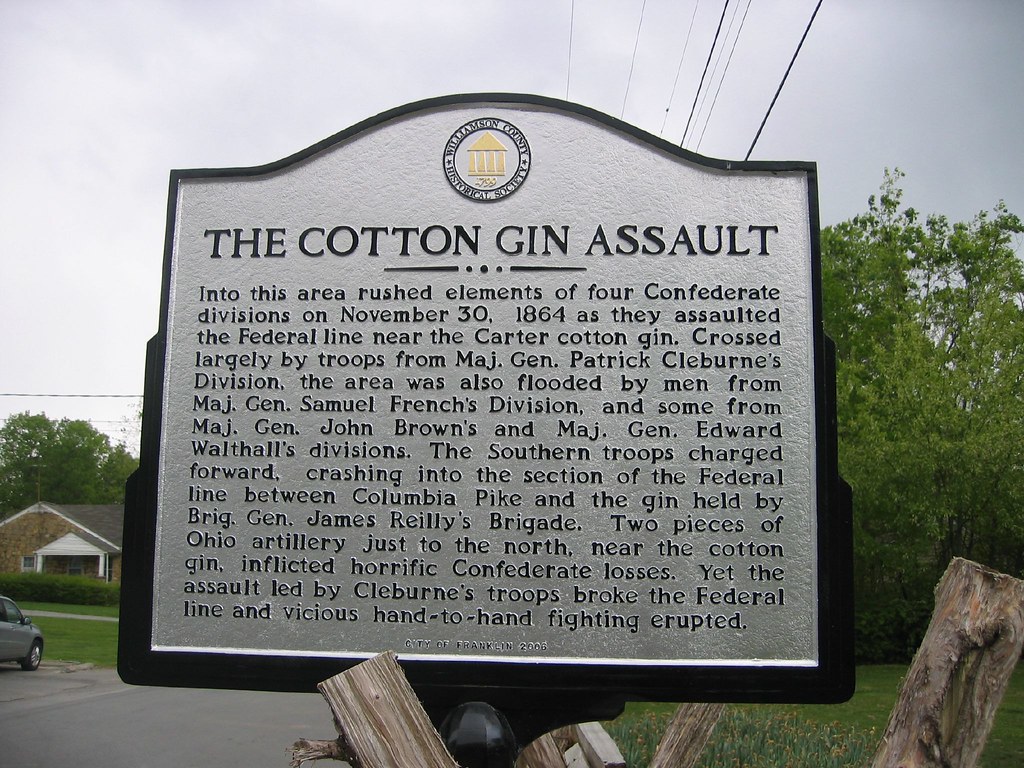 WILLIAMSON COUNTY
HISTORICAL SOCIETY
1799
THE COTTON GIN ASSAULT
Into this area rushed elements of four Confederate
divisions on November 30, 1864 as they assaulted
the Federal line near the Carter cotton gin. Crossed
largely by troops from Maj. Gen. Patrick Cleburne's
Division, the area was also flooded by men from
Maj. Gen. Samuel French's Division, and some from
Maj. Gen. John Brown's and Maj. Gen. Edward
Walthall's divisions. The Southern troops charged
forward, crashing into the section of the Federal
line between Columbia Pike and the gin held by
Brig. Gen. James Reilly's Brigade. Two pieces of
Ohio artillery just to the north, near the cotton
gin, inflicted horrific Confederate losses. Yet the
assault led by Cleburne's troops broke the Federal
line and vicious hand-to-hand fighting erupted.
CITY OF FRANKLIN 2006